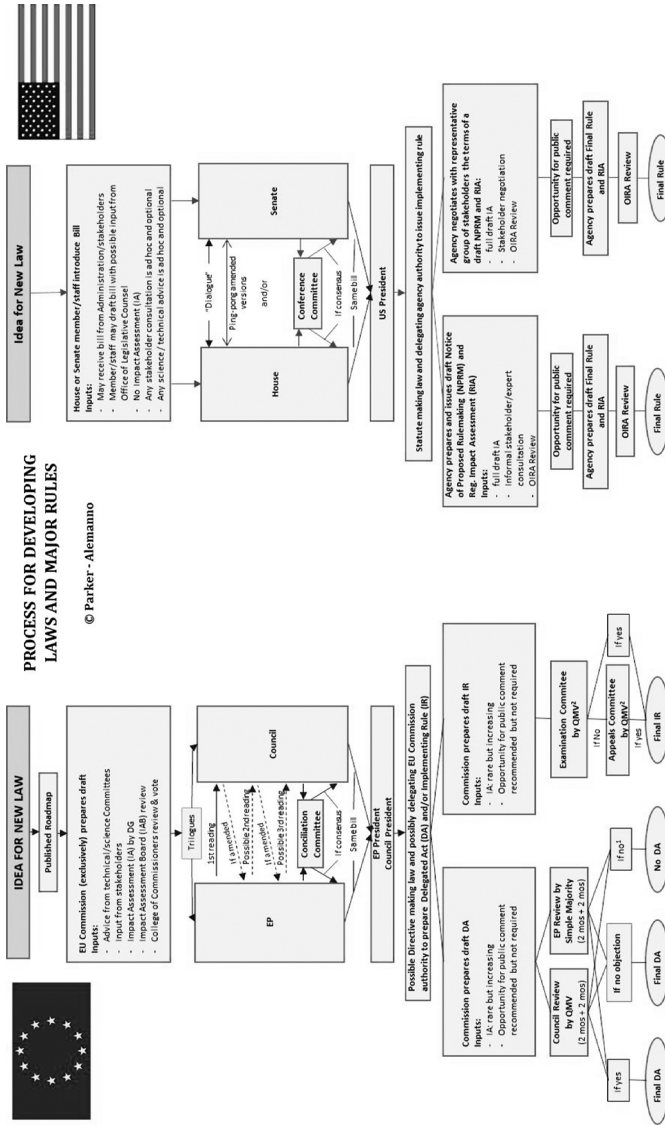 PROCESS FOR DEVELOPING
LAWS AND MAJOR RULES
© Parker - Alemanno
IDEA FOR NEW LAW
Published Roadmap
EU Commission (exclusively) prepares draft
Inputs:
- Advice from technical/science Committees
- Input from stakeholders
- Impact Assessment (IA) by DG
- Impact Assessment Board (IAB) review
- College of Commissioners review & vote
Trilogues
EP
Council
1st reading
If amended
Possible 2nd reading
If amended
Possible 3rd reading
Conciliation
Committee
If consensus
Same bill
EP President
Council President
Possible Directive making law and possibly delegating EU Commission
authority to prepare Delegated Act (DA) and/or Implementing Rule (IR)
Commission prepares draft DA
Inputs:
- IA: rare but increasing
- Opportunity for public comment
recommended but not required
Council Review
by QMV
(2 mos + 2 mos)
EP Review by
Simple Majority
(2 mos + 2 mos)
If yes
If no objection
If no¹
Final DA
Final DA
No DA
Commission prepares draft IR
Inputs:
- IA: rare but increasing
- Opportunity for public comment
recommended but not required
Examination Commitee
by QMV²
If No
Appeals Committee
by QMV²
If yes
If yes
Final IR
Idea for New Law
House or Senate member/staff introduce Bill
Inputs:
- May receive bill from Administration/stakeholders
- Member/staff may draft bill with possible input from
Office of Legislative Counsel
- No Impact Assessment (IA)
- Any stakeholder consultation is ad hoc and optional
- Any science / technical advice is ad hoc and optional
House
Senate
"Dialogue"
Ping-pong amended
versions
and/or
Conference
Committee
If consensus
Same bill
US President
Statute making law and delegating agency authority to issue implementing rule
Agency prepares and issues draft Notice
of Proposed Rulemaking (NPRM) and
Reg. Impact Assessment (RIA)
Inputs:
- full draft IA
- Informal stakeholder/expert
consultation
- OIRA Review
Opportunity for public
comment required
Agency prepares draft Final Rule
and RIA
OIRA Review
Final Rule
Agency negotiates with representative
group of stakeholders the terms of a
draft NPRM and RIA:
- full draft IA
- Stakeholder negotiation
- OIRA Review
Opportunity for public
comment required
Agency prepares draft Final Rule
and RIA
OIRA Review
Final Rule